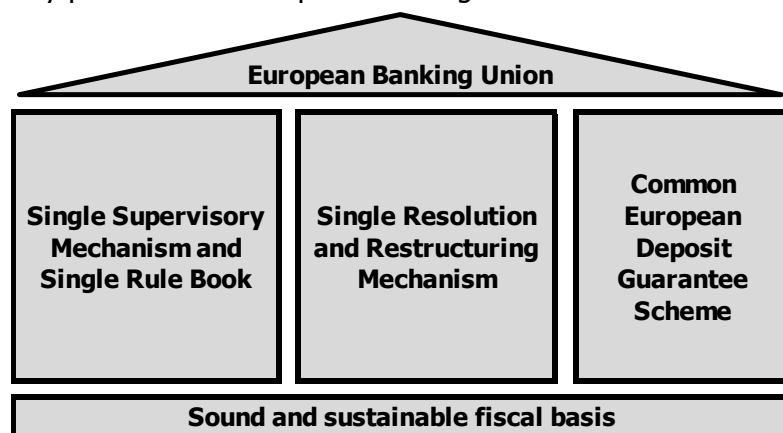 European Banking Union
Single Supervisory
Mechanism and
Single Rule Book
Single Resolution
and Restructuring
Mechanism
Common
European
Deposit
Guarantee
Scheme
Sound and sustainable fiscal basis